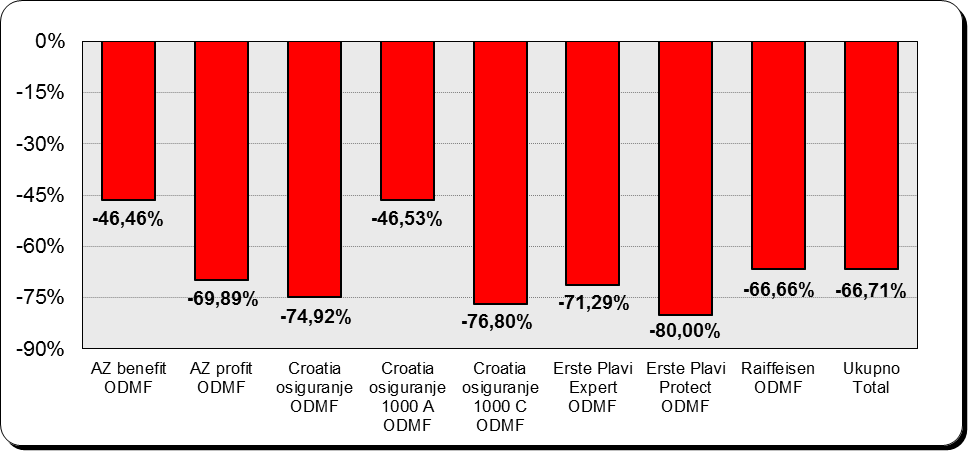 0%
-15%
-30%
-45%
-60%
-75%
-90%
-46,46%
-69,89%
-74,92%
-46,53%
-76,80%
-71,29%
-80,00%
-66,66%
-66,71%
AZ benefit
ODMF
AZ profit
ODMF
Croatia
osiguranje
ODMF
Croatia
osiguranje
1000 A
ODMF
Croatia
osiguranje
1000 C
ODMF
Erste Plavi
Expert
ODMF
Erste Plavi
Protect
ODMF
Raiffeisen
ODMF
Ukupno
Total